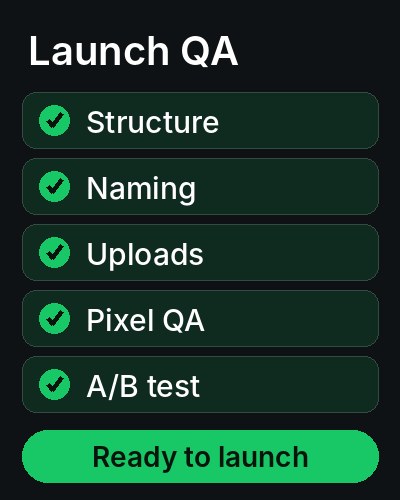 Launch QA
Structure
Naming
Uploads
Pixel QA
A/B test
Ready to launch